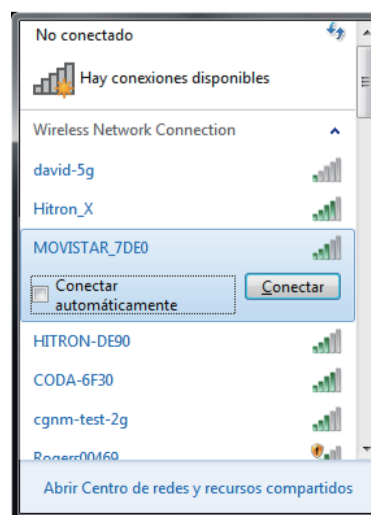 No conectado
Hay conexiones disponibles
Wireless Network Connection
david-5g
Hitron_X
MOVISTAR_7DE0
Conectar
automáticamente
Conectar
HITRON-DE90
CODA-6F30
cgnm-test-2g
Rogers00469
Abrir Centro de redes y recursos compartidos